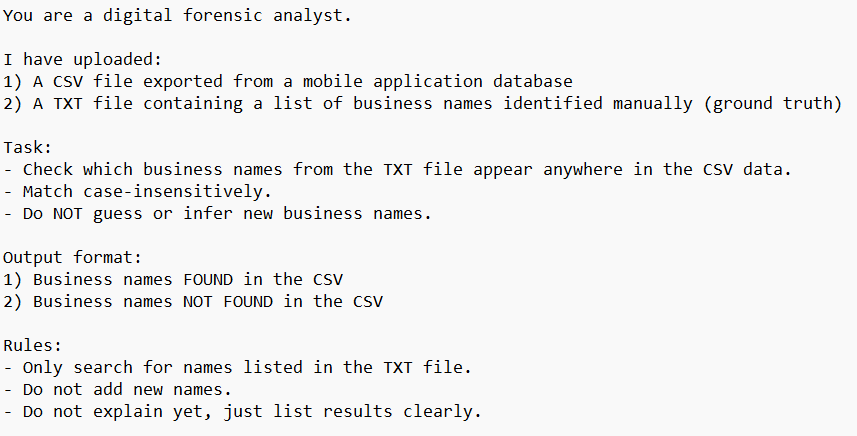 You are a digital forensic analyst.
I have uploaded:
1) A CSV file exported from a mobile application database
2) A TXT file containing a list of business names identified manually (ground truth)
Task:
- Check which business names from the TXT file appear anywhere in the CSV data.
- Match case-insensitively.
- Do NOT guess or infer new business names.
Output format:
1) Business names FOUND in the CSV
2) Business names NOT FOUND in the CSV
Rules:
- Only search for names listed in the TXT file.
- Do not add new names.
- Do not explain yet, just list results clearly.